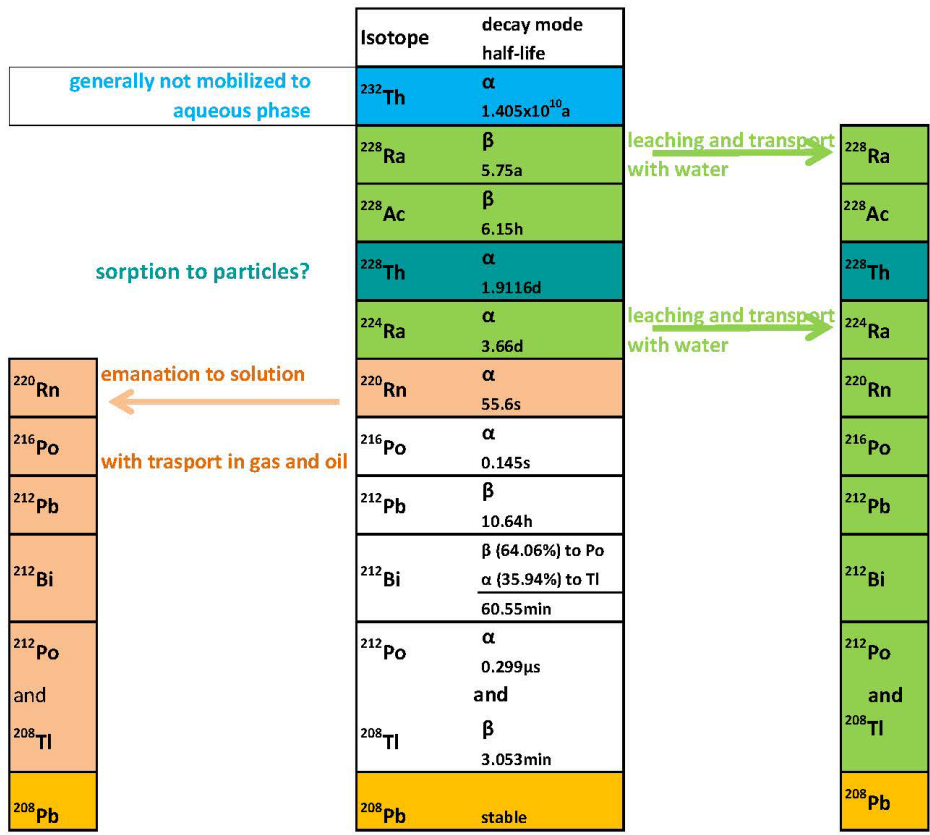 Isotope decay mode
half-life
generally not mobilized to
aqueous phase
²³²Th α
1.405x10¹⁰a
²²⁸Ra β
5.75a
leaching and transport
with water
²²⁸Ra
²²⁸Ac β
6.15h
²²⁸Ac
sorption to particles?
²²⁸Th α
1.9116d
²²⁸Th
²²⁴Ra α
3.66d
leaching and transport
with water
²²⁴Ra
²²⁰Rn
emanation to solution
²²⁰Rn α
55.6s
²²⁰Rn
²¹⁶Po
with trasport in gas and oil
²¹⁶Po α
0.145s
²¹⁶Po
²¹²Pb
²¹²Pb β
10.64h
²¹²Pb
²¹²Bi
²¹²Bi
β (64.06%) to Po
α (35.94%) to Tl
60.55min
²¹²Bi
²¹²Po
and
²⁰⁸Tl
²¹²Po α
0.299µs
and
β
²⁰⁸Tl
3.053min
²¹²Po
and
²⁰⁸Tl
²⁰⁸Pb
²⁰⁸Pb stable
²⁰⁸Pb